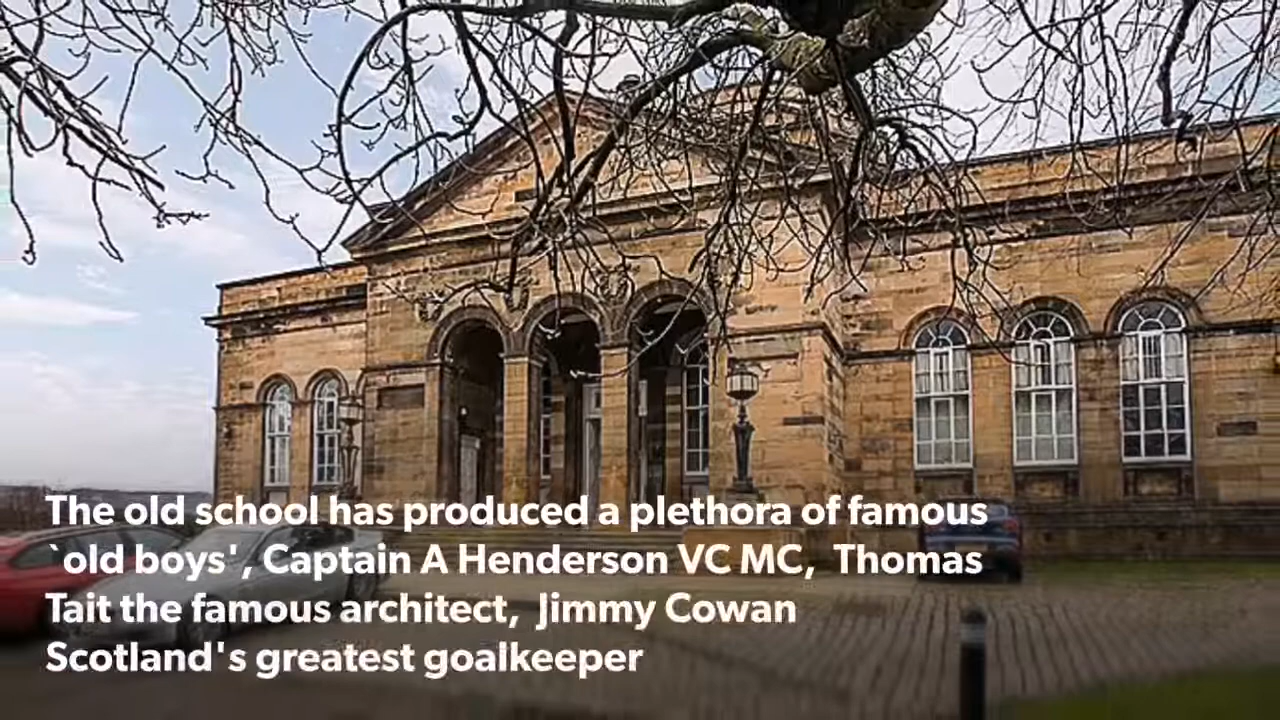 The old school has produced a plethora of famous
`old boys', Captain A Henderson VC MC, Thomas
Tait the famous architect, Jimmy Cowan
Scotland's greatest goalkeeper